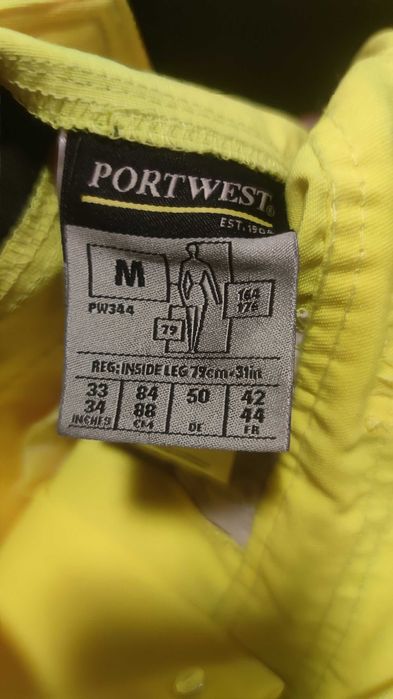 PORTWEST®
EST. 190
M
PW344
164
176
79
REG: INSIDE LEG 79cm-31in
33 84 50 42
34 88 44
INCHES CM DE FR